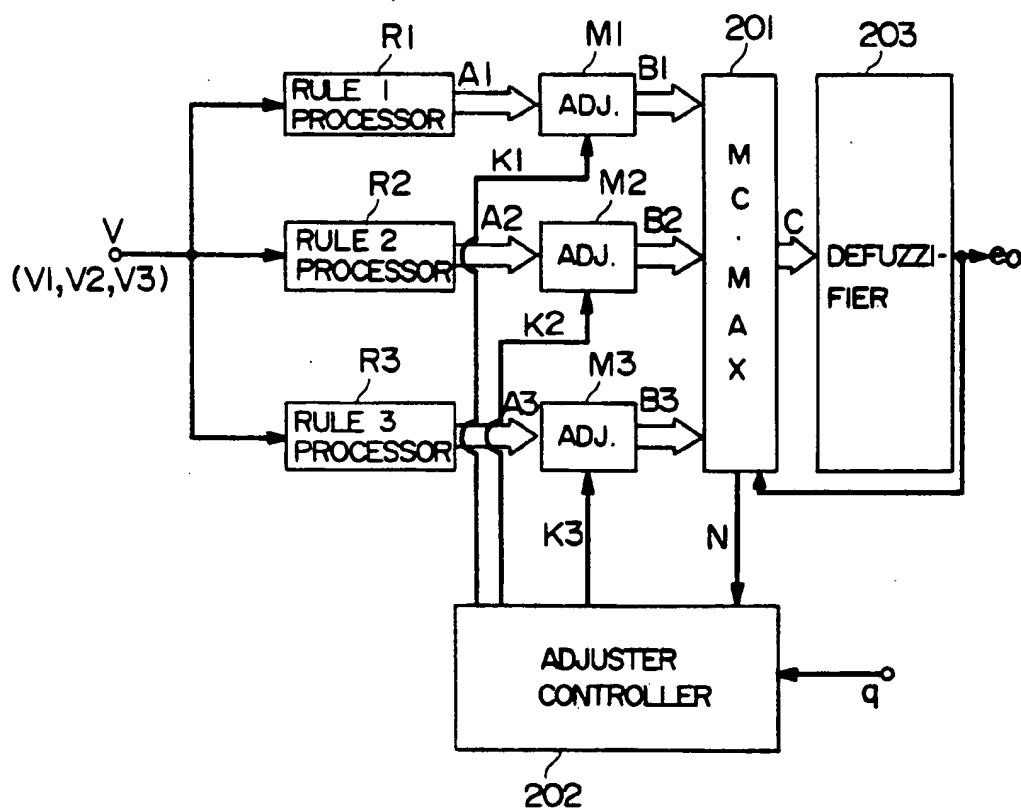 R1
M1
201
203
A1
B1
RULE 1
PROCESSOR
ADJ.
K1
R2
M2
MC·MAX
V
(V1,V2,V3)
A2
B2
C
RULE 2
PROCESSOR
ADJ.
DEFUZZI-
FIER
eo
K2
R3
M3
A3
B3
RULE 3
PROCESSOR
ADJ.
K3
N
ADJUSTER
CONTROLLER
q
202